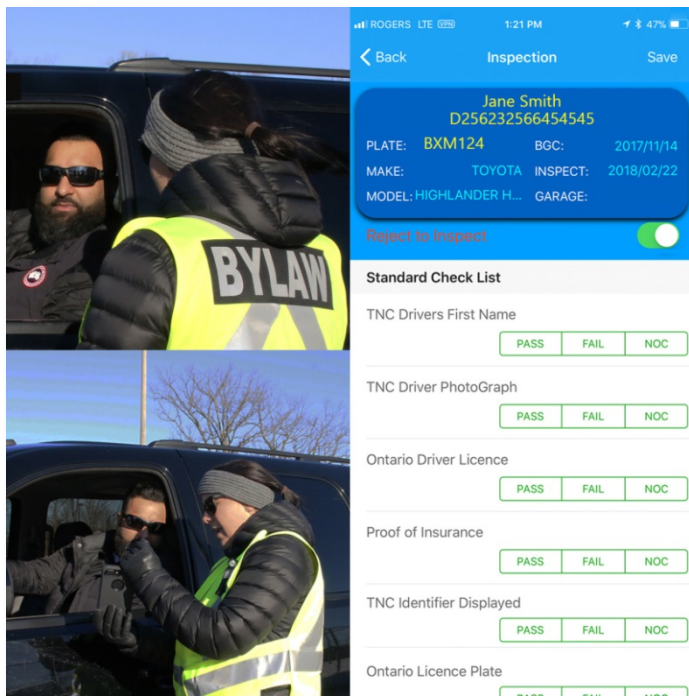 BYLAW
ROGERS LTE VPN 1:21 PM 47%
Back Inspection Save
Jane Smith
D256232566454545
PLATE: BXM124 BGC: 2017/11/14
MAKE: TOYOTA INSPECT: 2018/02/22
MODEL: HIGHLANDER H... GARAGE:
Reject to Inspect
Standard Check List
TNC Drivers First Name
PASS FAIL NOC
TNC Driver PhotoGraph
PASS FAIL NOC
Ontario Driver Licence
PASS FAIL NOC
Proof of Insurance
PASS FAIL NOC
TNC Identifier Displayed
PASS FAIL NOC
Ontario Licence Plate
PASS FAIL NOC